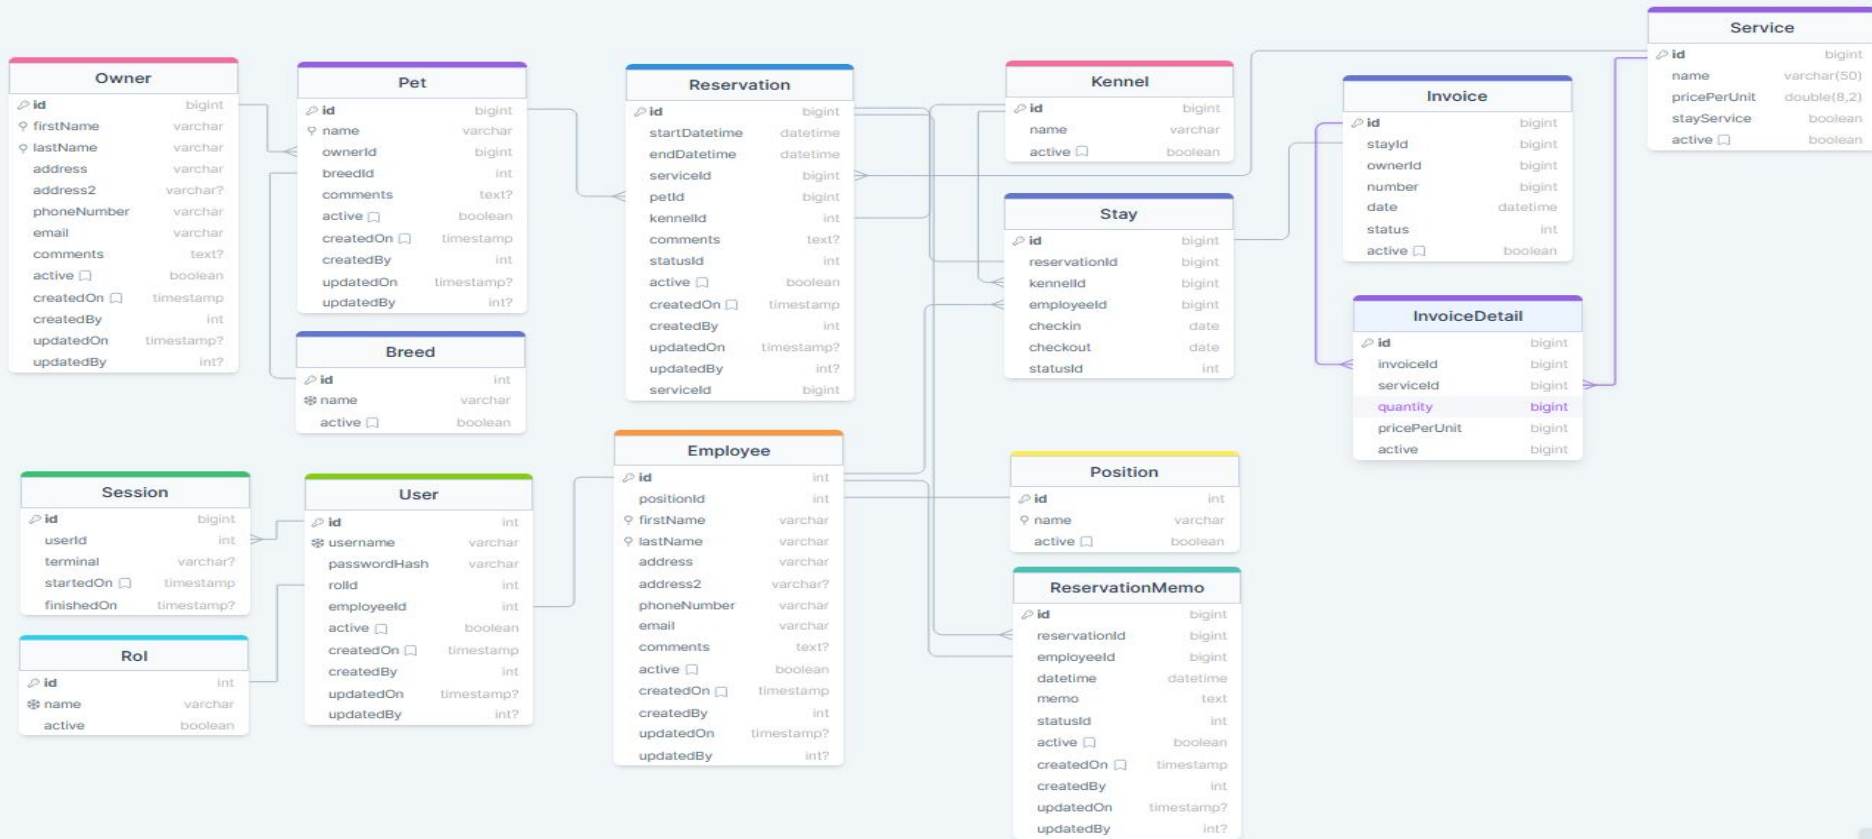 Owner
id bigint
firstName varchar
lastName varchar
address varchar
address2 varchar?
phoneNumber varchar
email varchar
comments text?
active boolean
createdOn timestamp
createdBy int
updatedOn timestamp?
updatedBy int?
Pet
id bigint
name varchar
ownerId bigint
breedId int
comments text?
active boolean
createdOn timestamp
createdBy int
updatedOn timestamp?
updatedBy int?
Breed
id int
name varchar
active boolean
Reservation
id bigint
startDatetime datetime
endDatetime datetime
serviceId bigint
petId bigint
kennelId int
comments text?
statusId int
active boolean
createdOn timestamp
createdBy int
updatedOn timestamp?
updatedBy int?
serviceId bigint
Kennel
id bigint
name varchar
active boolean
Stay
id bigint
reservationId bigint
kennelId bigint
employeeId bigint
checkin date
checkout date
statusId int
Invoice
id bigint
stayId bigint
ownerId bigint
number bigint
date datetime
status int
active boolean
InvoiceDetail
id bigint
invoiceId bigint
serviceId bigint
quantity bigint
pricePerUnit bigint
active bigint
Service
id bigint
name varchar(50)
pricePerUnit double(8,2)
stayService boolean
active boolean
Session
id bigint
userId int
terminal varchar?
startedOn timestamp
finishedOn timestamp?
Rol
id int
name varchar
active boolean
User
id int
username varchar
passwordHash varchar
rolId int
employeeId int
active boolean
createdOn timestamp
createdBy int
updatedOn timestamp?
updatedBy int?
Employee
id int
positionId int
firstName varchar
lastName varchar
address varchar
address2 varchar?
phoneNumber varchar
email varchar
comments text?
active boolean
createdOn timestamp
createdBy int
updatedOn timestamp?
updatedBy int?
Position
id int
name varchar
active boolean
ReservationMemo
id bigint
reservationId bigint
employeeId bigint
datetime datetime
memo text
statusId int
active boolean
createdOn timestamp
createdBy int
updatedOn timestamp?
updatedBy int?